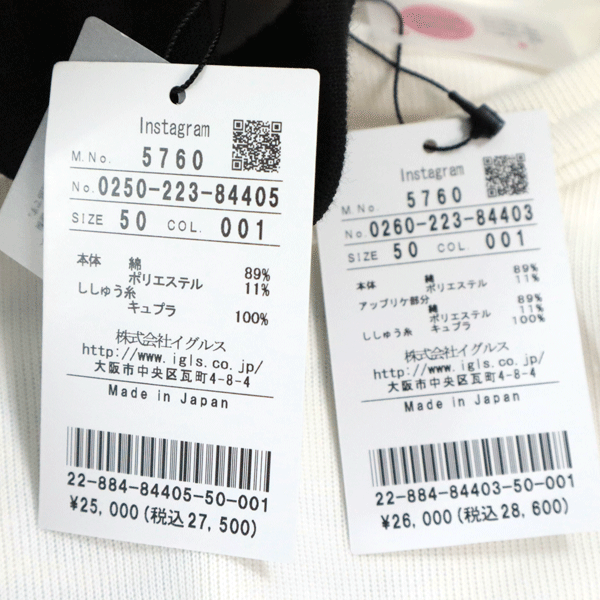 Instagram
M.No. 5760
No.0250-223-84405
SIZE 50 COL. 001
本体 綿 89%
ポリエステル 11%
ししゅう糸
キュプラ 100%
株式会社イグルス
http://www.igls.co.jp/
大阪市中央区瓦町4-8-4
Made in Japan
22-884-84405-50-001
¥25,000(税込27,500)
Instagram
M.No. 5760
No 0260-223-84403
SIZE 50 COL. 001
本体 綿 89%
ポリエステル 11%
アップリケ部分
綿 89%
ポリエステル 11%
ししゅう糸 キュプラ 100%
株式会社イグルス
http://www.igls.co.jp/
大阪市中央区瓦町4-8-4
Made in Japan
22-884-84403-50-001
¥26,000(税込28,600)